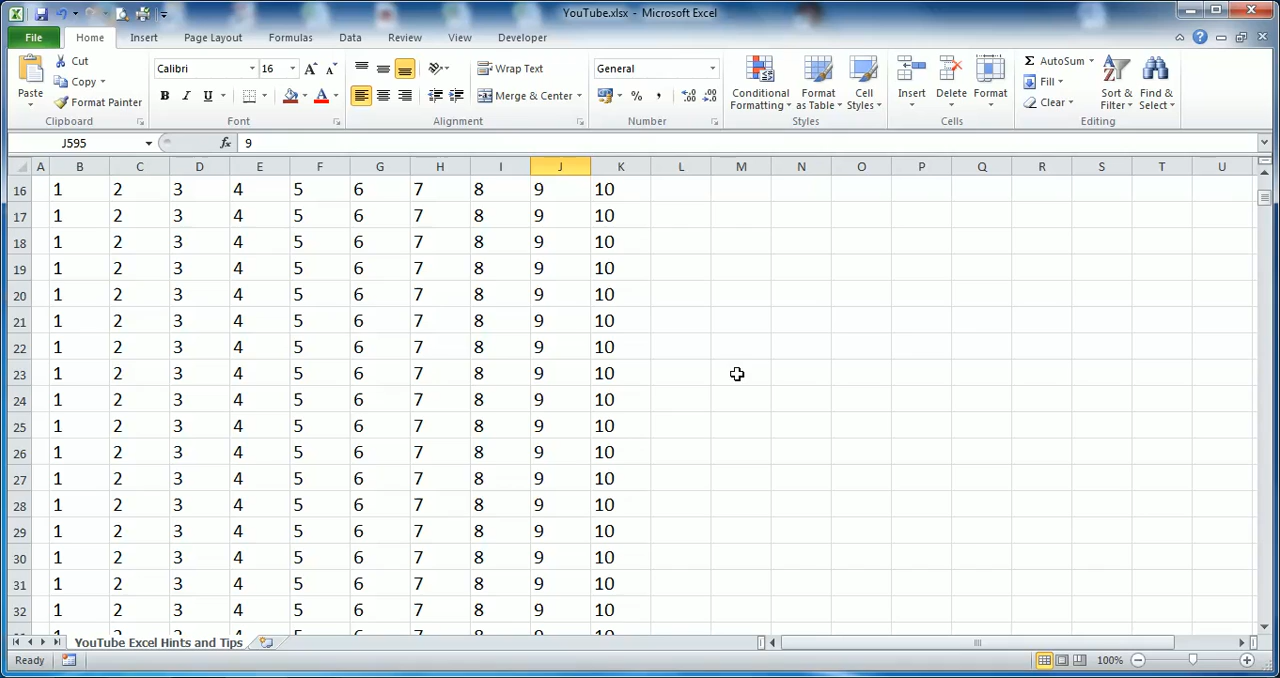 YouTube.xlsx - Microsoft Excel
File Home Insert Page Layout Formulas Data Review View Developer
Paste Cut Copy Format Painter Clipboard
Calibri 16 A A B I U A Font
Wrap Text Merge & Center Alignment
General % , .0 .00 .00 .0 Number
Conditional Formatting Format as Table Cell Styles Styles
Insert Delete Format Cells
Σ AutoSum Fill Clear Sort & Filter Find & Select Editing
J595 fx 9
A B C D E F G H I J K L M N O P Q R S T U
16 1 2 3 4 5 6 7 8 9 10
17 1 2 3 4 5 6 7 8 9 10
18 1 2 3 4 5 6 7 8 9 10
19 1 2 3 4 5 6 7 8 9 10
20 1 2 3 4 5 6 7 8 9 10
21 1 2 3 4 5 6 7 8 9 10
22 1 2 3 4 5 6 7 8 9 10
23 1 2 3 4 5 6 7 8 9 10
24 1 2 3 4 5 6 7 8 9 10
25 1 2 3 4 5 6 7 8 9 10
26 1 2 3 4 5 6 7 8 9 10
27 1 2 3 4 5 6 7 8 9 10
28 1 2 3 4 5 6 7 8 9 10
29 1 2 3 4 5 6 7 8 9 10
30 1 2 3 4 5 6 7 8 9 10
31 1 2 3 4 5 6 7 8 9 10
32 1 2 3 4 5 6 7 8 9 10
YouTube Excel Hints and Tips
Ready 100%